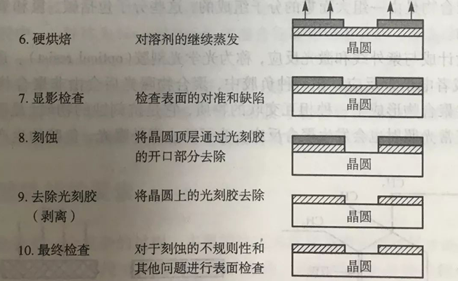 6. 硬烘焙 对溶剂的继续蒸发
晶圆
7. 显影检查 检查表面的对准和缺陷
晶圆
8. 刻蚀 将晶圆顶层通过光刻胶
的开口部分去除
晶圆
9. 去除光刻胶 将晶圆上的光刻胶去除
（剥离）
晶圆
10. 最终检查 对于刻蚀的不规则性和
其他问题进行表面检查
晶圆